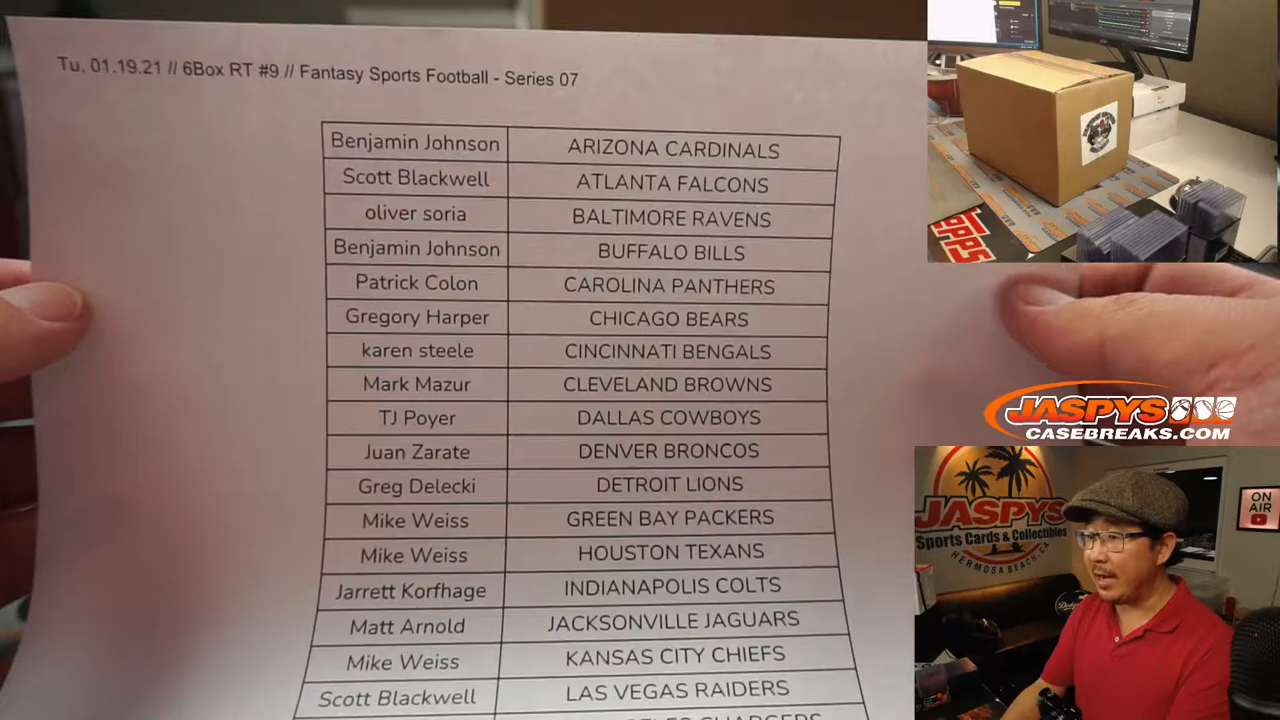 Tu, 01.19.21 // 6Box RT #9 // Fantasy Sports Football - Series 07
Benjamin Johnson ARIZONA CARDINALS
Scott Blackwell ATLANTA FALCONS
oliver soria BALTIMORE RAVENS
Benjamin Johnson BUFFALO BILLS
Patrick Colon CAROLINA PANTHERS
Gregory Harper CHICAGO BEARS
karen steele CINCINNATI BENGALS
Mark Mazur CLEVELAND BROWNS
TJ Poyer DALLAS COWBOYS
Juan Zarate DENVER BRONCOS
Greg Delecki DETROIT LIONS
Mike Weiss GREEN BAY PACKERS
Mike Weiss HOUSTON TEXANS
Jarrett Korfhage INDIANAPOLIS COLTS
Matt Arnold JACKSONVILLE JAGUARS
Mike Weiss KANSAS CITY CHIEFS
Scott Blackwell LAS VEGAS RAIDERS
CHARGERS
TOPPS
JASPYS
CASEBREAKS.COM
JASPYS
Sports Cards & Collectibles
HERMOSA BEACH, CA
ON
AIR